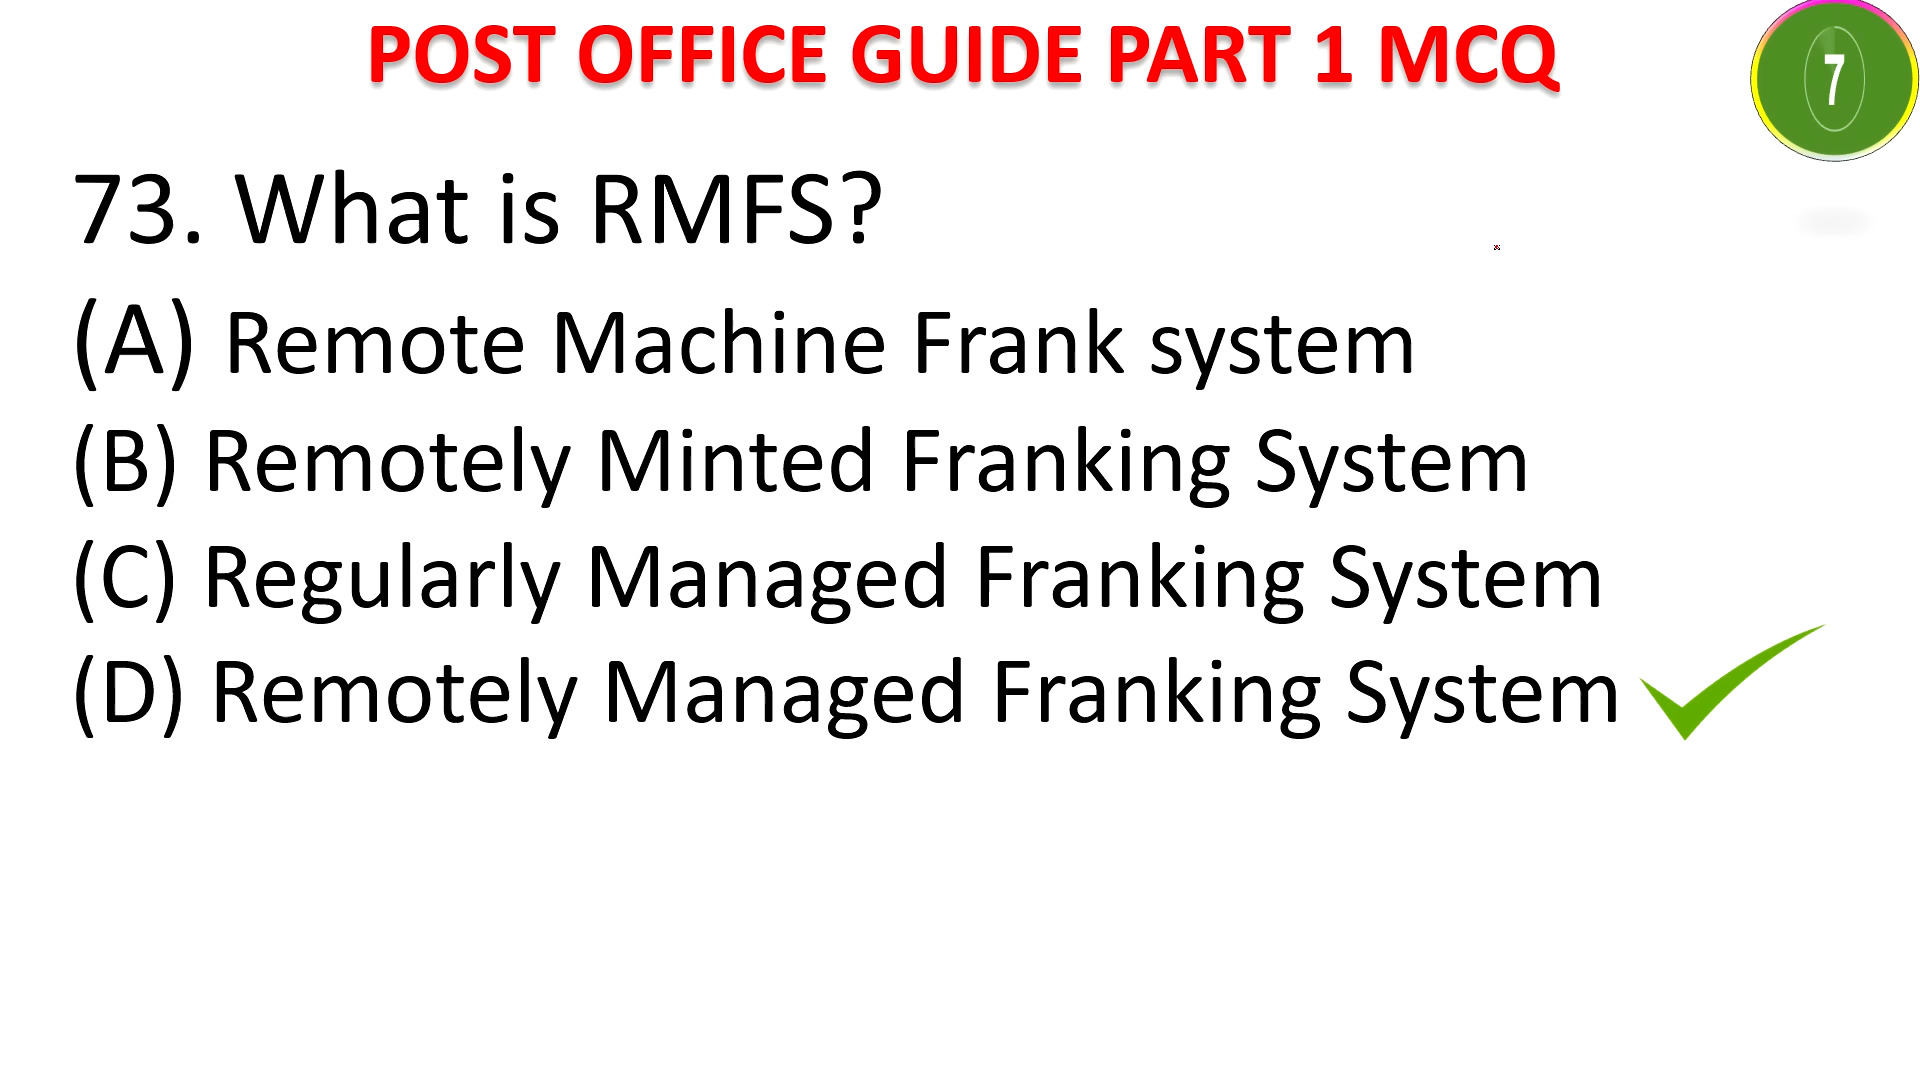 POST OFFICE GUIDE PART 1 MCQ
7
73. What is RMFS?
(A) Remote Machine Frank system
(B) Remotely Minted Franking System
(C) Regularly Managed Franking System
(D) Remotely Managed Franking System